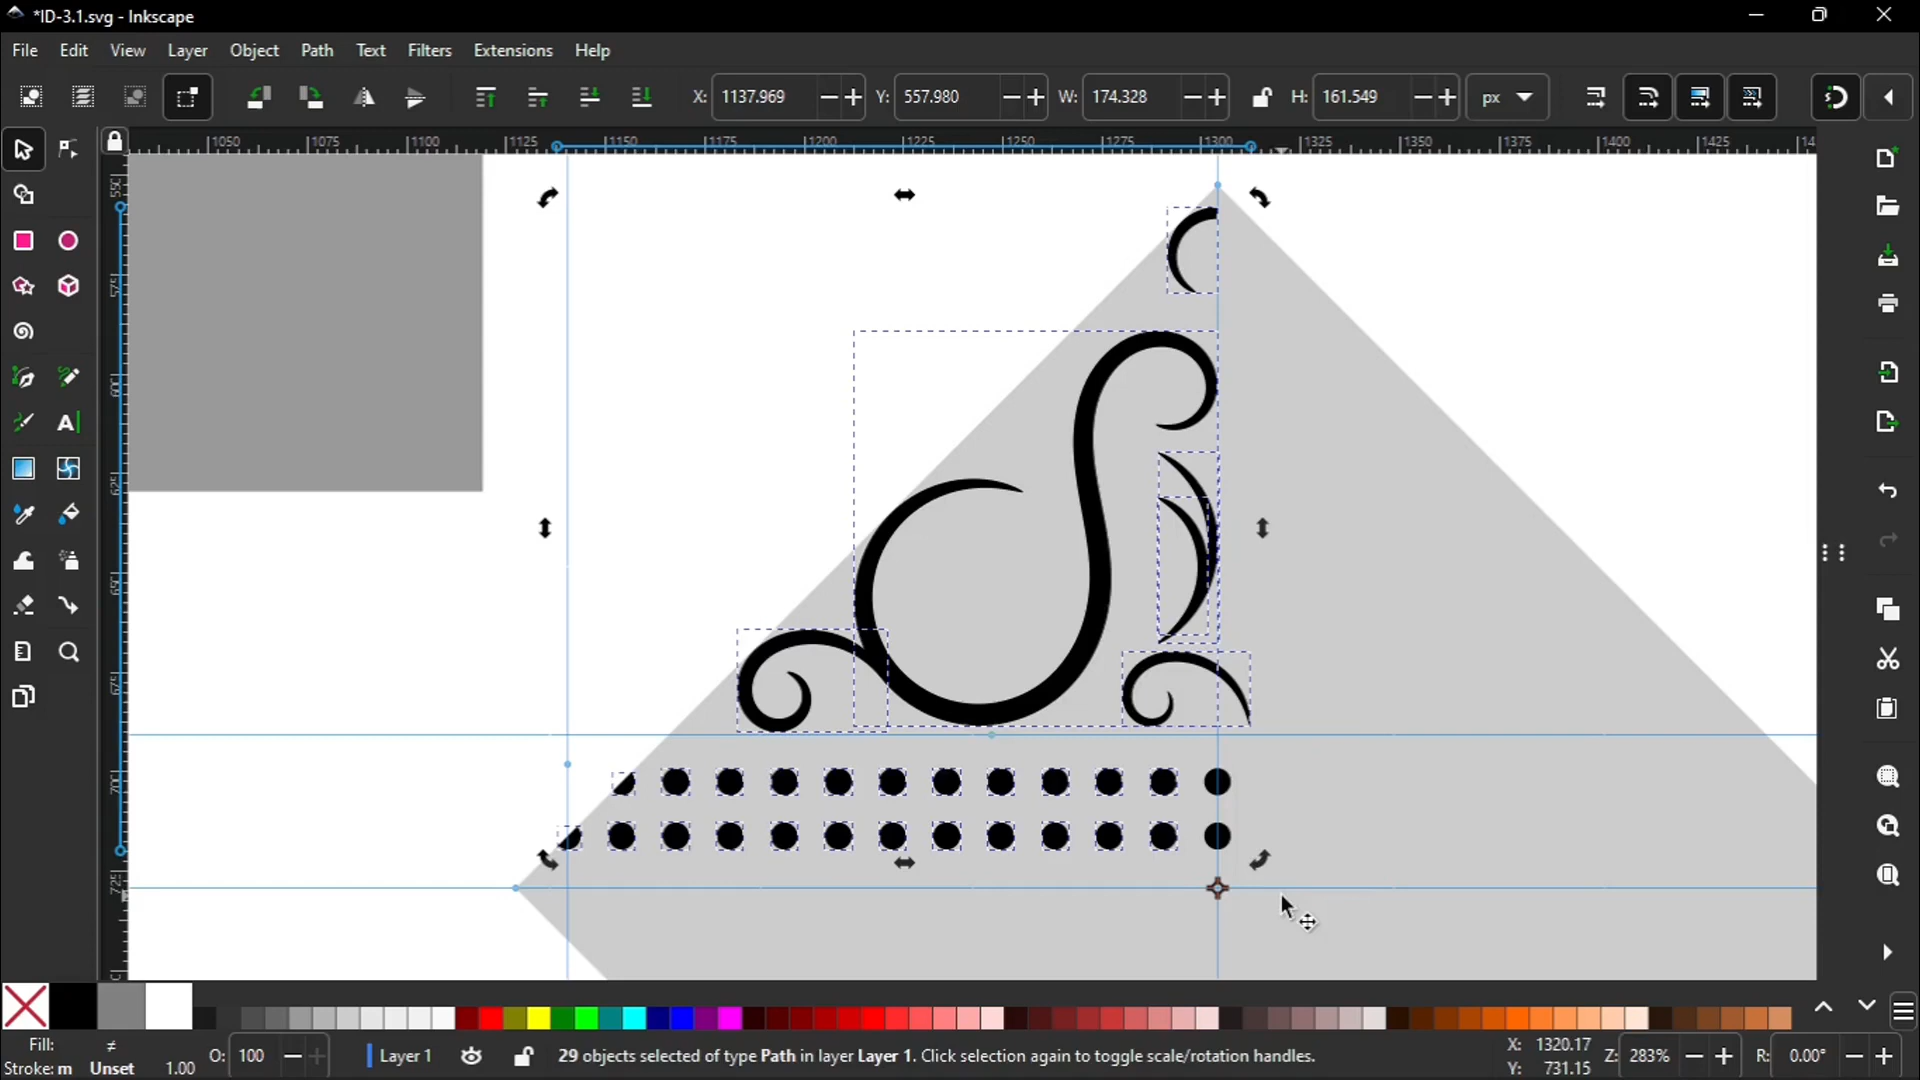 *ID-3.1.svg - Inkscape
File Edit View Layer Object Path Text Filters Extensions Help
X: 1137.969 Y: 557.980 W: 174.328 H: 161.549 px
1050 1075 1100 1125 1150 1175 1200 1225 1250 1275 1300 1325 1350 1375 1400 1425
Fill: Layer 1 29 objects selected of type Path in layer Layer 1. Click selection again to toggle scale/rotation handles. X: 1320.17 Z: 283% R: 0.00°
Stroke: m Unset 1.00 O: 100 Y: 731.15